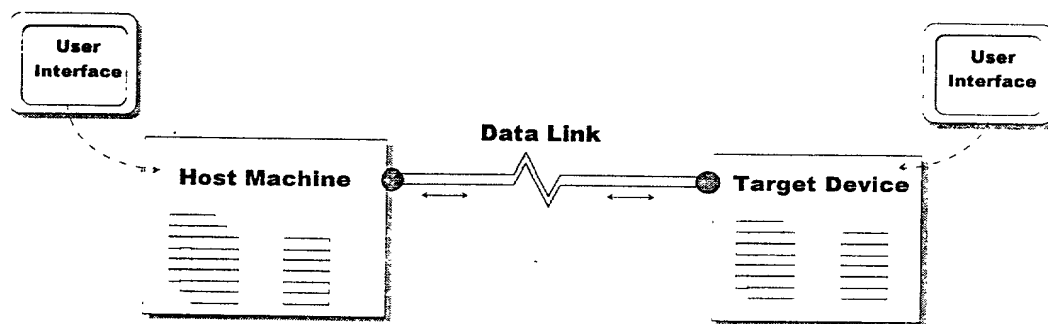 User
Interface
User
Interface
Data Link
Host Machine
Target Device